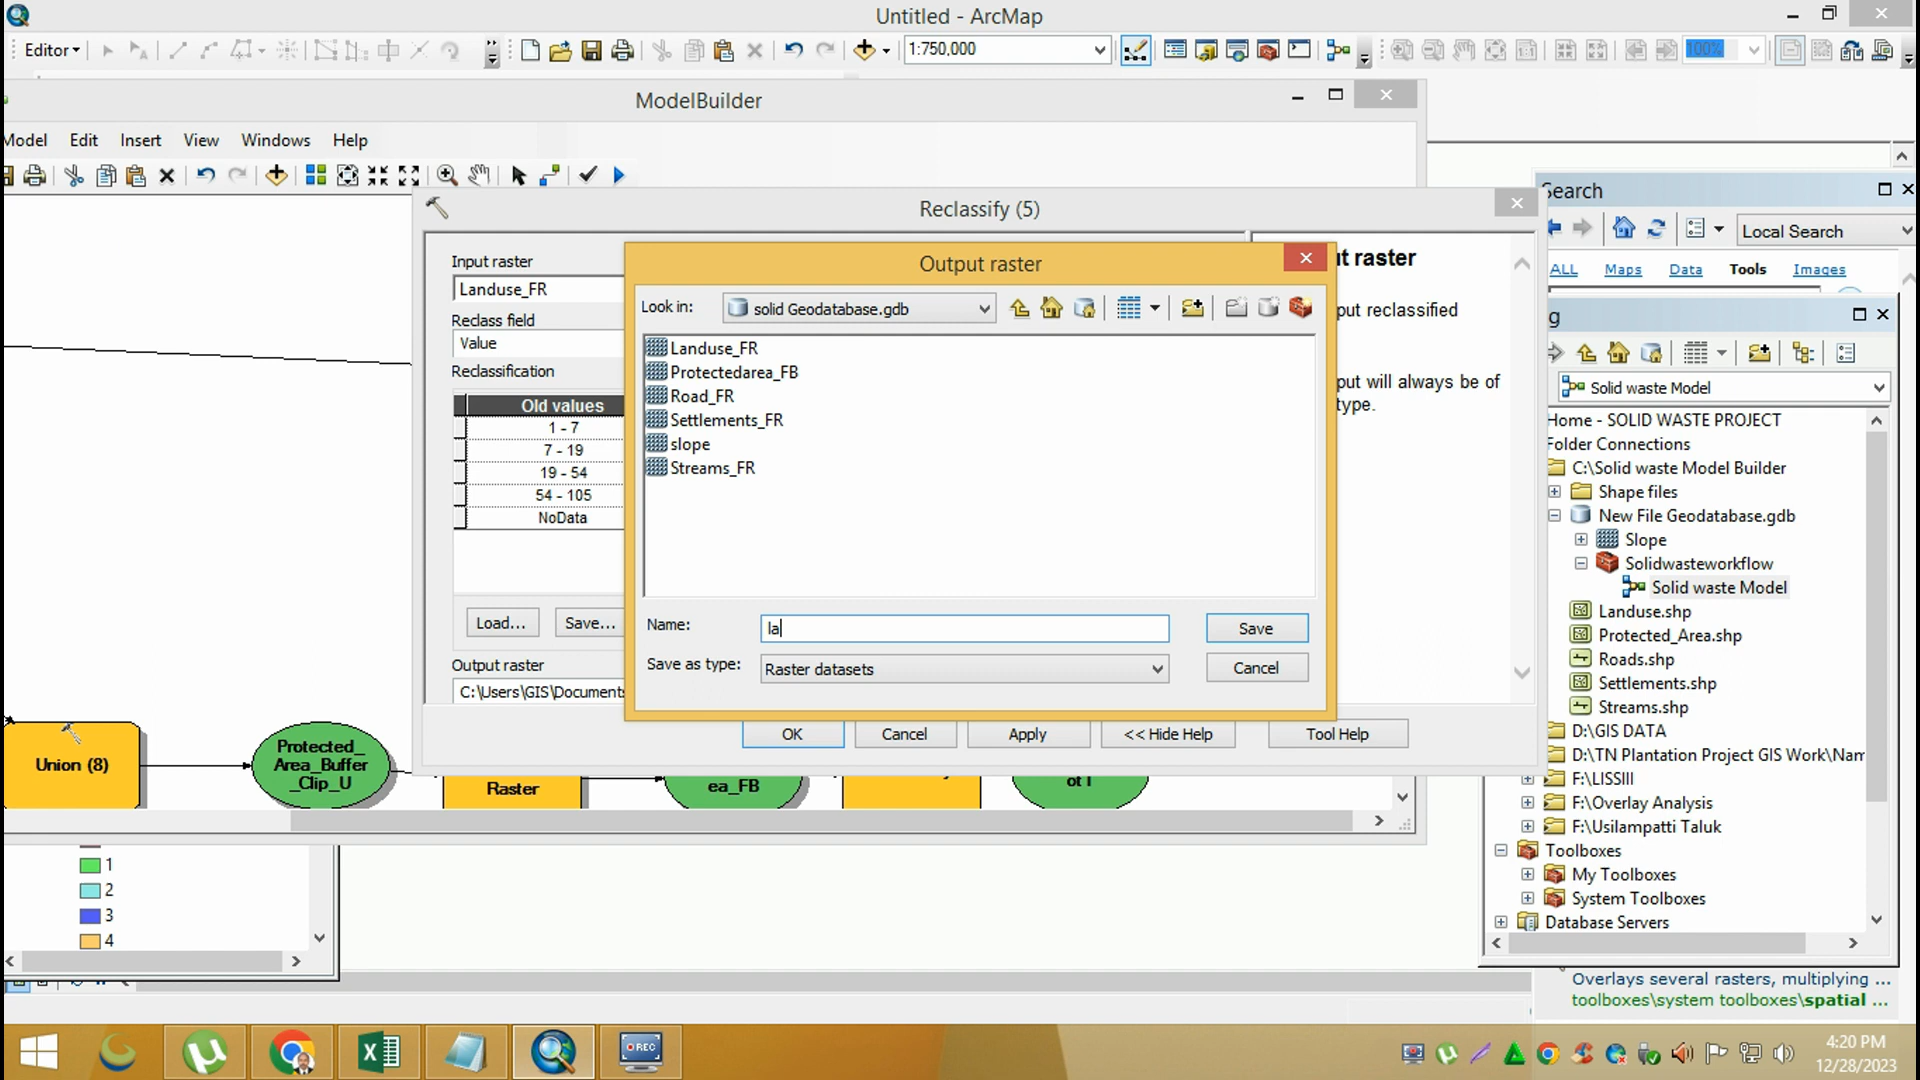 Untitled - ArcMap
Editor
1:750,000
100%
ModelBuilder
Model Edit Insert View Windows Help
Reclassify (5)
Input raster
Landuse_FR
Reclass field
Value
Reclassification
Old values
1 - 7
7 - 19
19 - 54
54 - 105
NoData
Load... Save...
Output raster
C:\Users\GIS\Documents
Output raster
Look in: solid Geodatabase.gdb
Landuse_FR
Protectedarea_FB
Road_FR
Settlements_FR
slope
Streams_FR
Name: la
Save
Save as type: Raster datasets
Cancel
ut raster
put reclassified
put will always be of
type.
OK Cancel Apply << Hide Help Tool Help
Union (8)
Protected_
Area_Buffer
_Clip_U
Raster
ea_FB
ot1
1
2
3
4
Search
Local Search
ALL Maps Data Tools Images
g
Solid waste Model
Home - SOLID WASTE PROJECT
Folder Connections
C:\Solid waste Model Builder
Shape files
New File Geodatabase.gdb
Slope
Solidwasteworkflow
Solid waste Model
Landuse.shp
Protected_Area.shp
Roads.shp
Settlements.shp
Streams.shp
D:\GIS DATA
D:\TN Plantation Project GIS Work\Nam
F:\LISSIII
F:\Overlay Analysis
F:\Usilampatti Taluk
Toolboxes
My Toolboxes
System Toolboxes
Database Servers
Overlays several rasters, multiplying ...
toolboxes\system toolboxes\spatial ...
REC
4:20 PM
12/28/2023